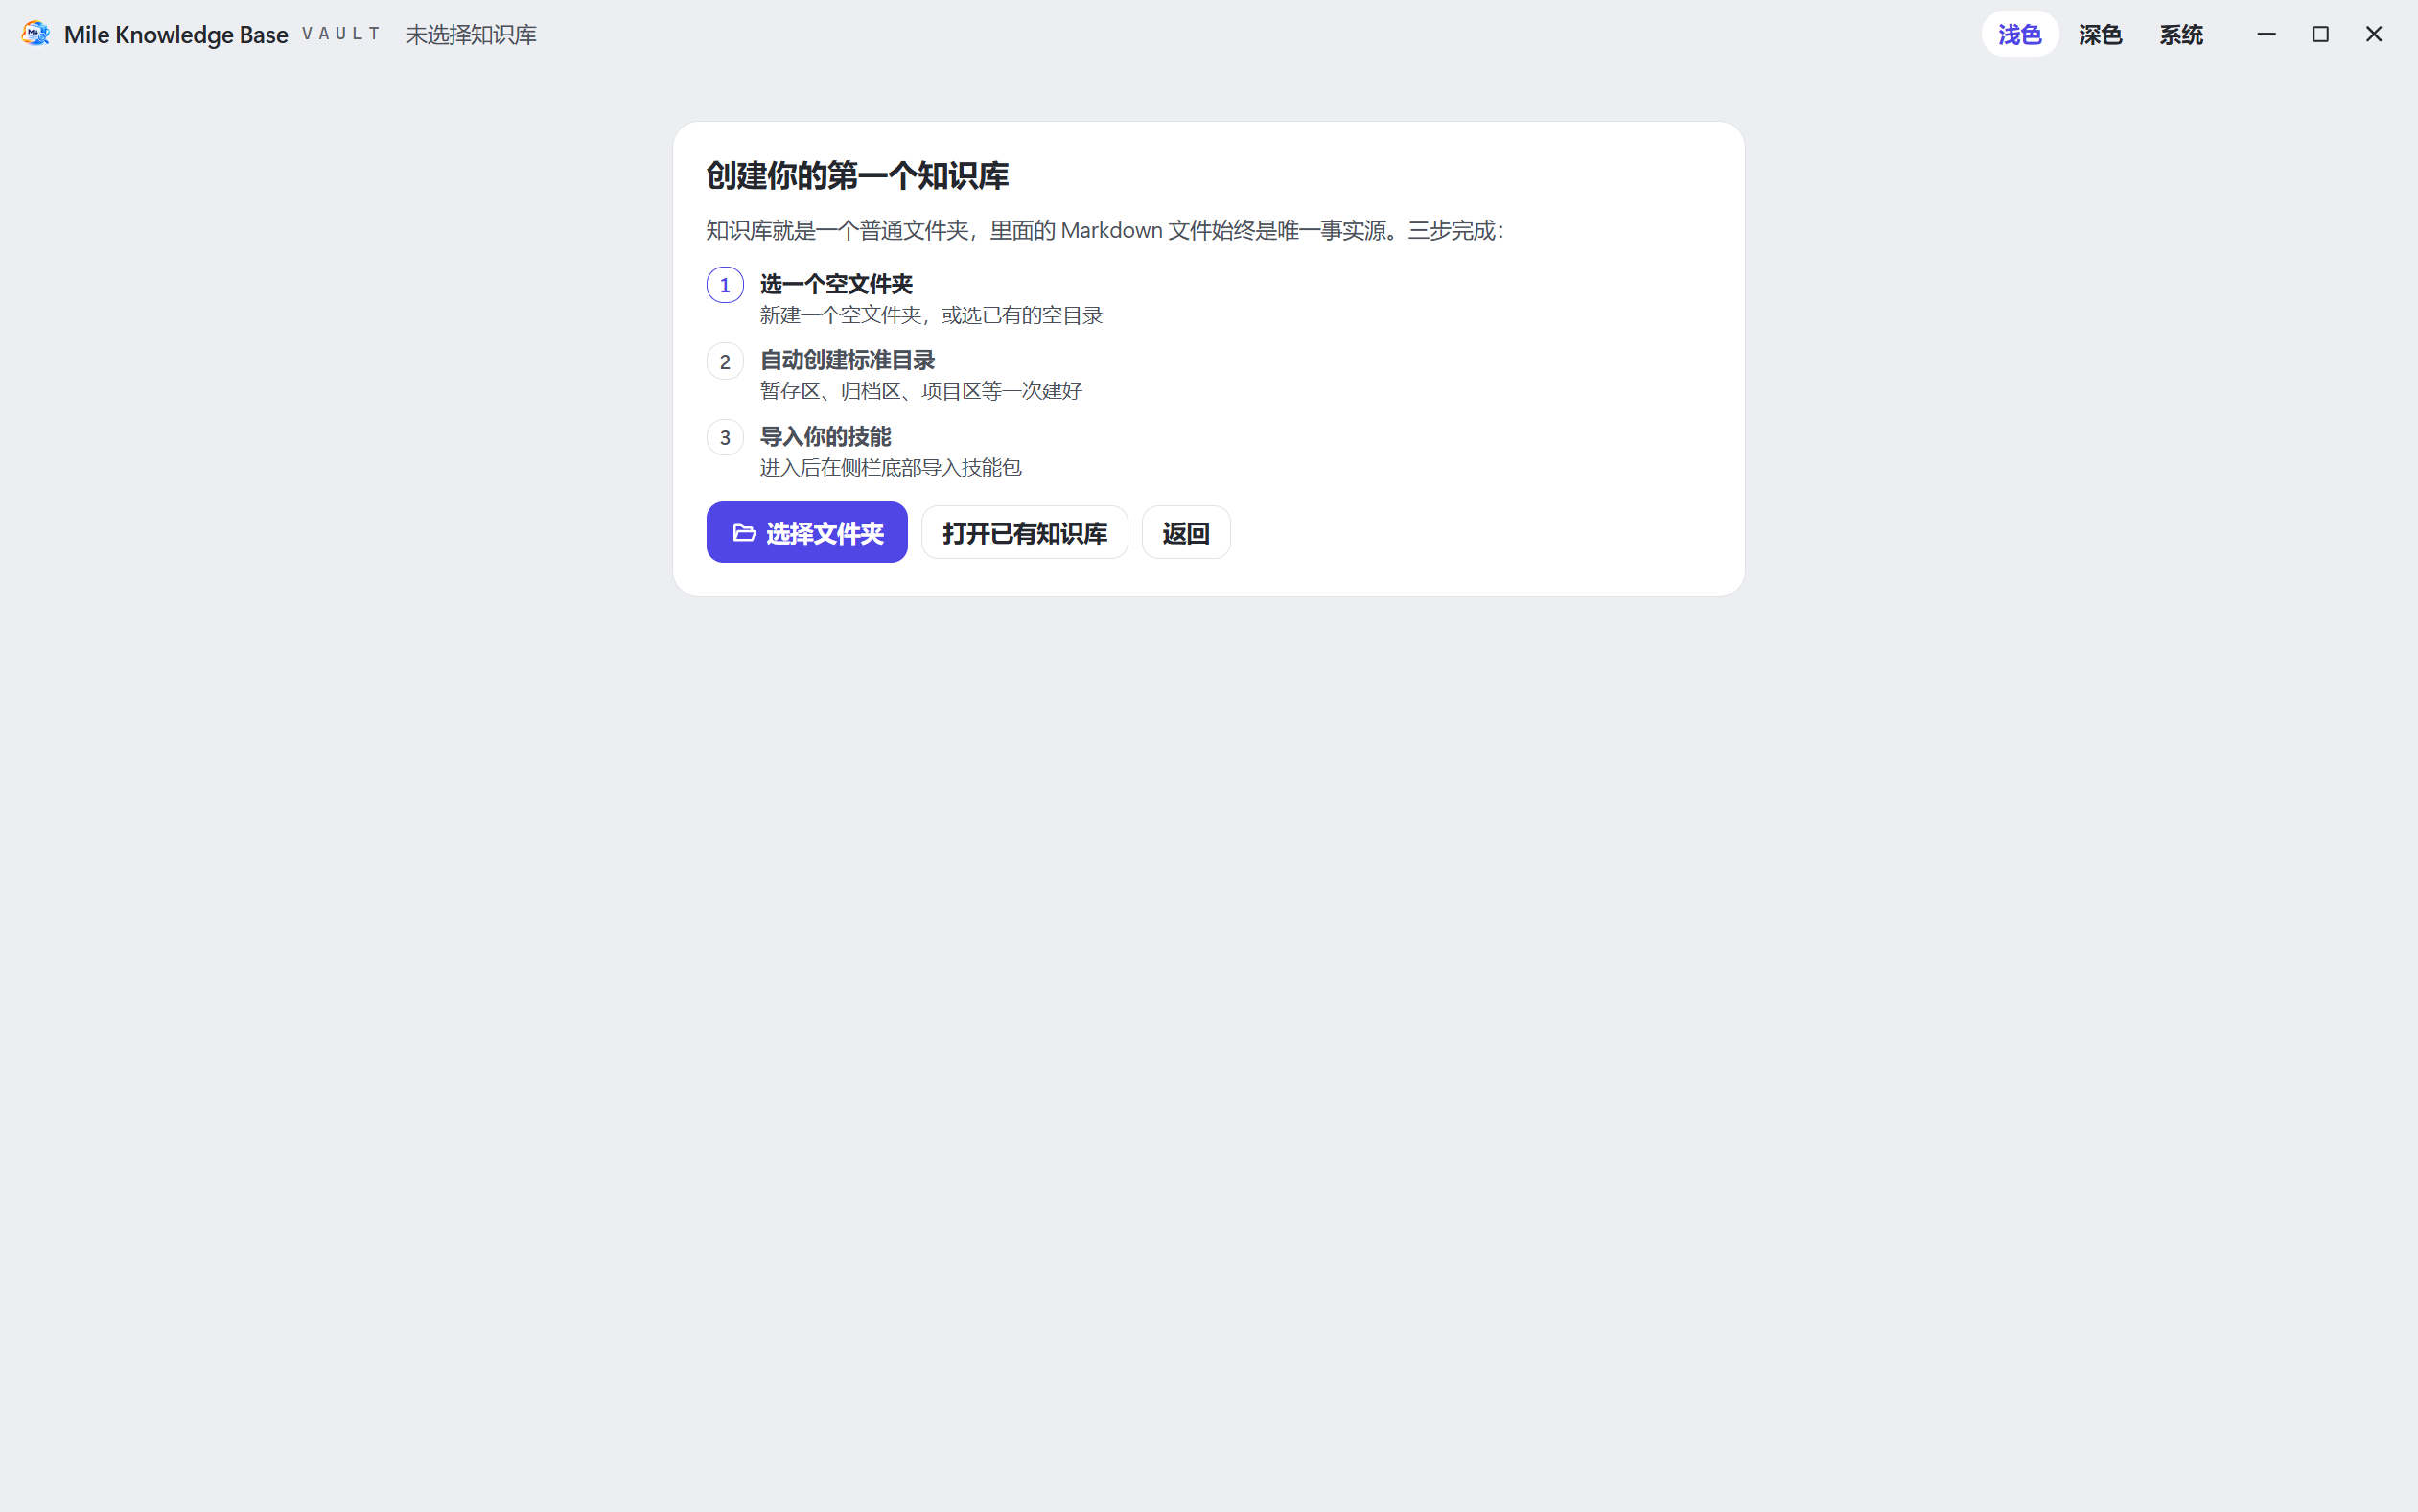 Mile Knowledge Base VAULT 未选择知识库 浅色 深色 系统
创建你的第一个知识库
知识库就是一个普通文件夹，里面的 Markdown 文件始终是唯一事实源。三步完成：
1 选一个空文件夹
新建一个空文件夹，或选已有的空目录
2 自动创建标准目录
暂存区、归档区、项目区等一次建好
3 导入你的技能
进入后在侧栏底部导入技能包
选择文件夹 打开已有知识库 返回